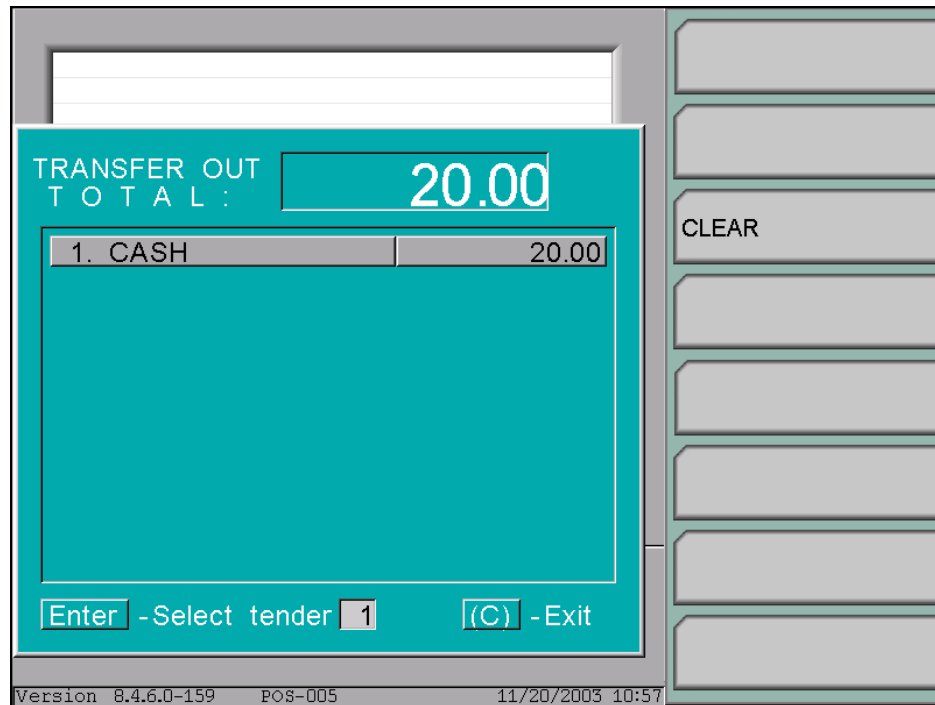 TRANSFER OUT
T O T A L :
20.00
1. CASH 20.00
Enter -Select tender 1 (C) -Exit
CLEAR
Version 8.4.6.0-159 POS-005 11/20/2003 10:57